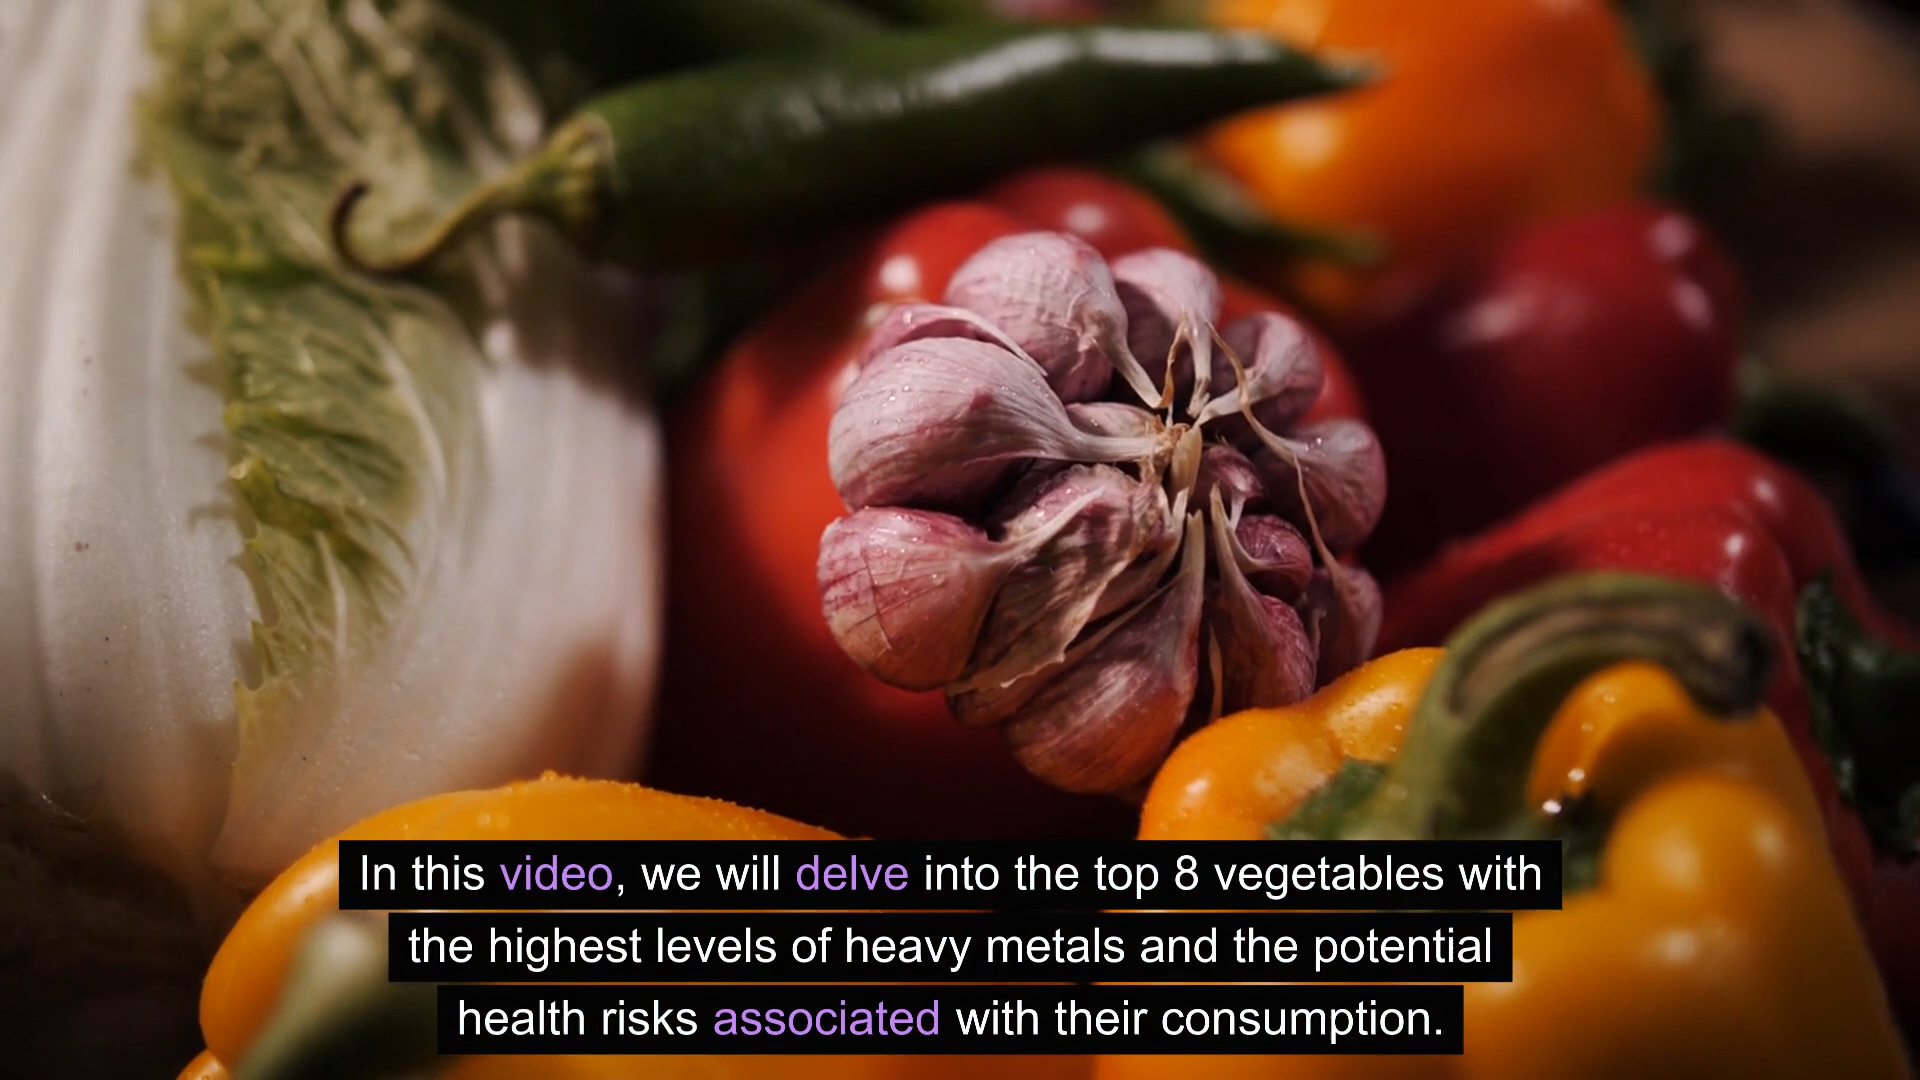 In this video, we will delve into the top 8 vegetables with
the highest levels of heavy metals and the potential
health risks associated with their consumption.